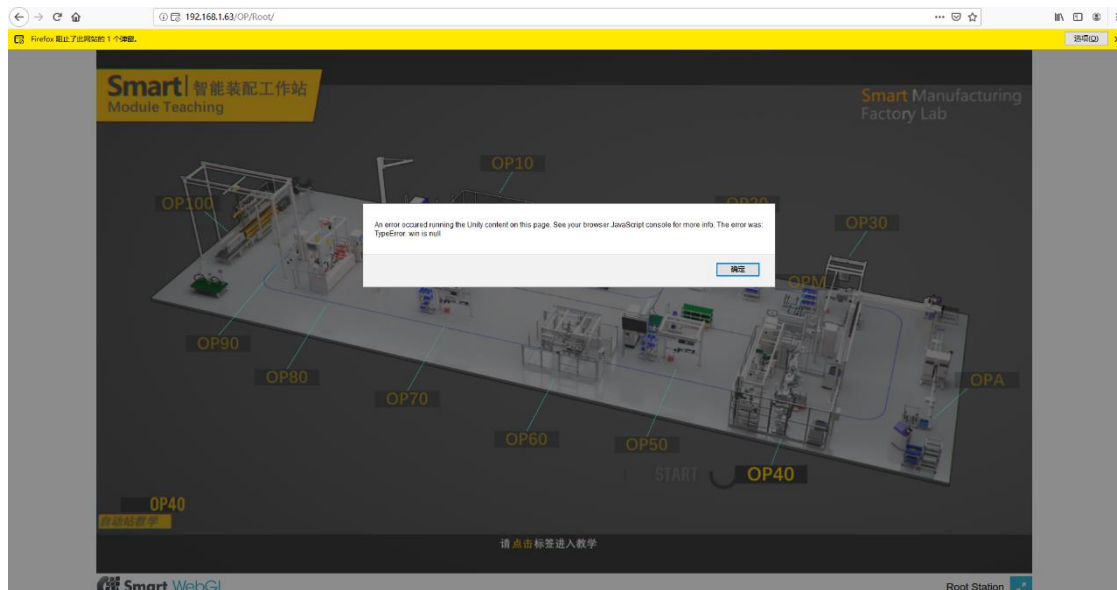 192.168.1.63/OP/Root/
Firefox 阻止了此网站的 1 个弹窗。
选项(O)
Smart 智能装配工作站
Module Teaching
Smart Manufacturing
Factory Lab
OP10
OP100
OP20
OP30
An error occured running the Unity content on this page. See your browser JavaScript console for more info. The error was:
TypeError: win is null
确定
OPM
OP90
OP80
OP70
OPA
OP60
OP50
START
OP40
OP40
自动站教学
请点击标签进入教学
Smart WebGL
Root Station